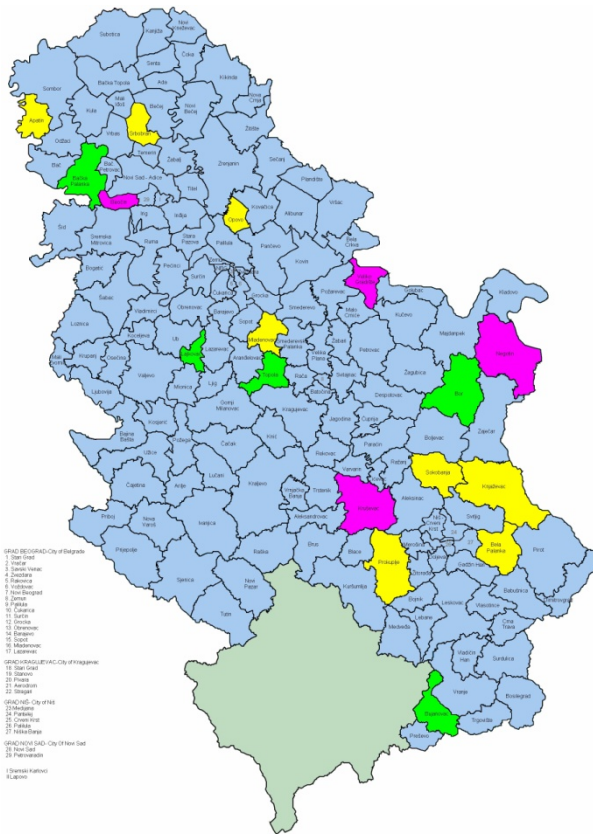 Subotica
Kanjiža
Novi Kneževac
Senta
Čoka
Sombor
Bačka Topola
Ada
Kikinda
Mali Iđoš
Nova Crnja
Apatin
Kula
Srbobran
Bečej
Novi Bečej
Vrbas
Žitište
Odžaci
Temerin
Žabalj
Zrenjanin
Sečanj
Bač
Bačka Palanka
Bački Petrovac
Novi Sad- Adice
Titel
Plandište
Irig
Inđija
Opovo
Kovačica
Alibunar
Vršac
Šid
Sremska Mitrovica
Ruma
Stara Pazova
Palilula
Pančevo
Bela Crkva
Bogatić
Pećinci
Surčin
Kovin
Šabac
Čukarica
Grocka
Požarevac
Golubac
Kladovo
Loznica
Vladimirci
Obrenovac
Barajevo
Smederevo
Malo Crniće
Kučevo
Majdanpek
Negotin
Koceljeva
Ub
Lazarevac
Sopot
Mladenovac
Smederevska Palanka
Žabari
Petrovac
Krupanj
Osečina
Aranđelovac
Velika Plana
Žagubica
Bor
Ljubovija
Valjevo
Mionica
Ljig
Topola
Rača
Svilajnac
Batočina
Despotovac
Gornji Milanovac
Kragujevac
Bajina Bašta
Kosjerić
Jagodina
Ćuprija
Boljevac
Zaječar
Užice
Požega
Čačak
Knić
Rekovac
Paraćin
Čajetina
Arilje
Lučani
Kraljevo
Varvarin
Ražanj
Sokobanja
Knjaževac
Vrnjačka Banja
Trstenik
Kruševac
Aleksinac
Priboj
Nova Varoš
Ivanjica
Aleksandrovac
Svrljig
Prijepolje
Raška
Brus
Blace
Prokuplje
Bela Palanka
Pirot
Gadžin Han
Sjenica
Novi Pazar
Kuršumlija
Babušnica
Dimitrovgrad
Tutin
Bojnik
Leskovac
Vlasotince
Medveđa
Lebane
Crna Trava
Vladičin Han
Surdulica
Vranje
Bosilegrad
Bujanovac
Trgovište
Preševo
GRAD BEOGRAD-City of Belgrade
1. Stari Grad
2. Vračar
3. Savski Venac
4. Zvezdara
5. Rakovica
6. Voždovac
7. Novi Beograd
8. Zemun
9. Palilula
10. Čukarica
11. Surčin
12. Grocka
13. Obrenovac
14. Barajevo
15. Sopot
16. Mladenovac
17. Lazarevac
GRAD KRAGUJEVAC-City of Kragujevac
18. Stari Grad
19. Stanovo
20. Pivara
21. Aerodrom
22. Stragari
GRAD NIŠ- City of Niš
23 Medijana
24. Pantelej
25. Crveni Krst
26. Palilula
27. Niška Banja
GRAD NOVI SAD- City Of Novi Sad
28. Novi Sad
29. Petrovaradin
I Sremski Karlovci
II Lapovo